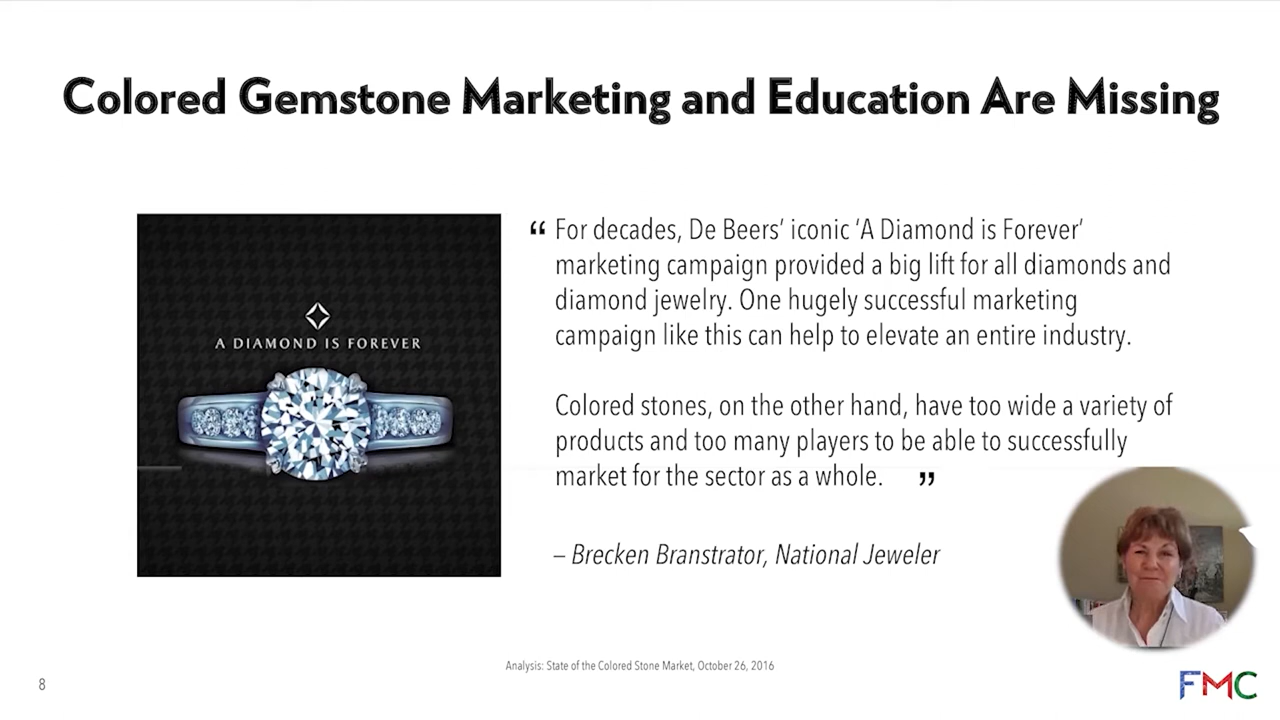 Colored Gemstone Marketing and Education Are Missing
A DIAMOND IS FOREVER
“ For decades, De Beers’ iconic ‘A Diamond is Forever’
marketing campaign provided a big lift for all diamonds and
diamond jewelry. One hugely successful marketing
campaign like this can help to elevate an entire industry.
Colored stones, on the other hand, have too wide a variety of
products and too many players to be able to successfully
market for the sector as a whole. ”
– Brecken Branstrator, National Jeweler
Analysis: State of the Colored Stone Market, October 26, 2016
8
FMC